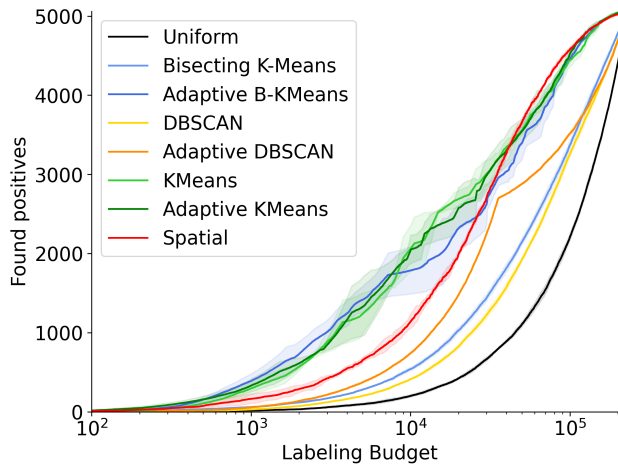 5000
4000
3000
2000
1000
0
Found positives
Uniform
Bisecting K-Means
Adaptive B-KMeans
DBSCAN
Adaptive DBSCAN
KMeans
Adaptive KMeans
Spatial
10² 10³ 10⁴ 10⁵
Labeling Budget